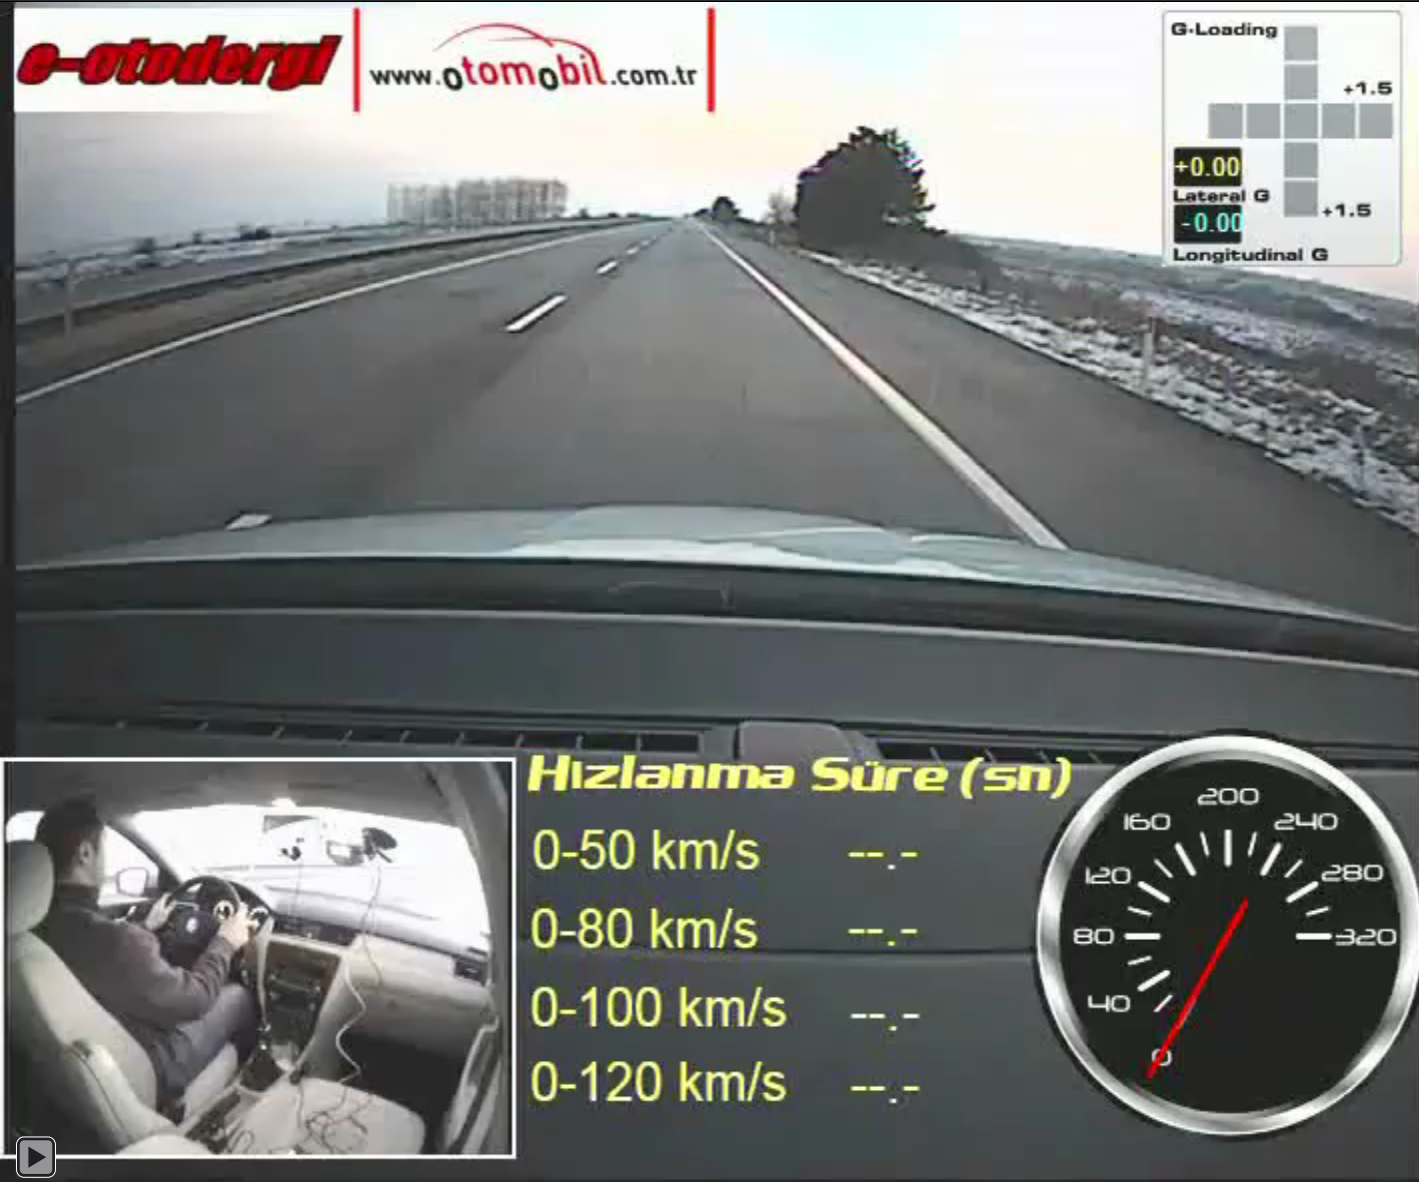 e-otodergi
www.otomobil.com.tr
G-Loading
+1.5
+0.00
Lateral G
-0.00
+1.5
Longitudinal G
Hızlanma Süre (sn)
0-50 km/s --.-
0-80 km/s --.-
0-100 km/s --.-
0-120 km/s --.-
0
40
80
120
160
200
240
280
320